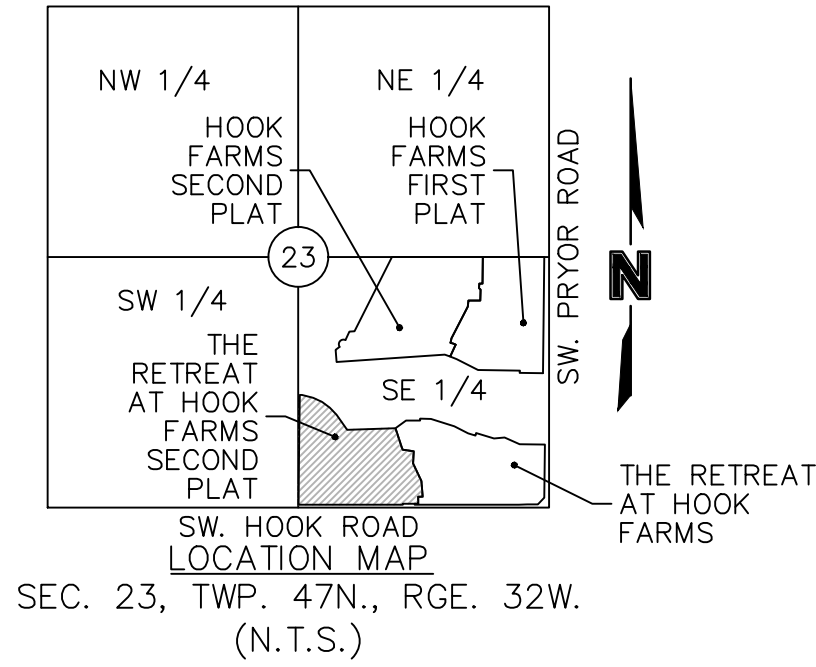 NW 1/4
NE 1/4
HOOK
FARMS
SECOND
PLAT
HOOK
FARMS
FIRST
PLAT
SW. PRYOR ROAD
N
23
SW 1/4
THE
RETREAT
AT HOOK
FARMS
SECOND
PLAT
SE 1/4
THE RETREAT
AT HOOK
FARMS
SW. HOOK ROAD
LOCATION MAP
SEC. 23, TWP. 47N., RGE. 32W.
(N.T.S.)